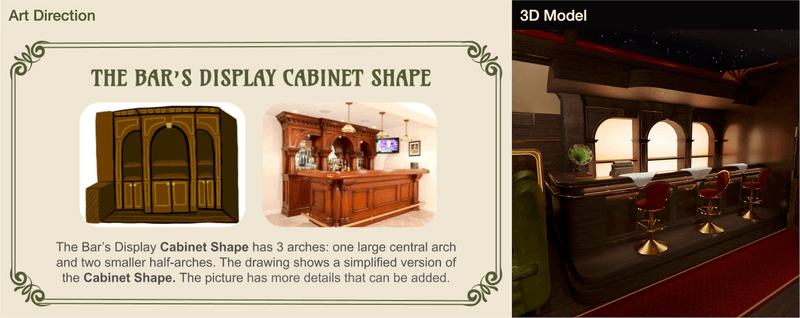 Art Direction
3D Model
THE BAR'S DISPLAY CABINET SHAPE
The Bar's Display Cabinet Shape has 3 arches: one large central arch
and two smaller half-arches. The drawing shows a simplified version of
the Cabinet Shape. The picture has more details that can be added.